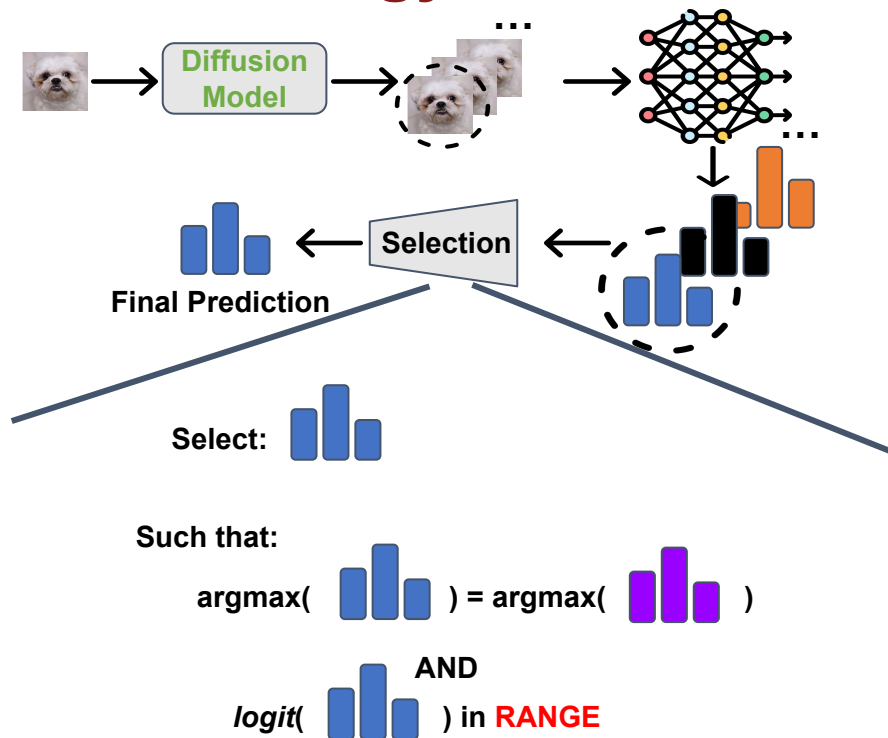 ...
Diffusion
Model
...
Selection
Final Prediction
Select:
Such that:
argmax( ) = argmax( )
AND
logit( ) in RANGE